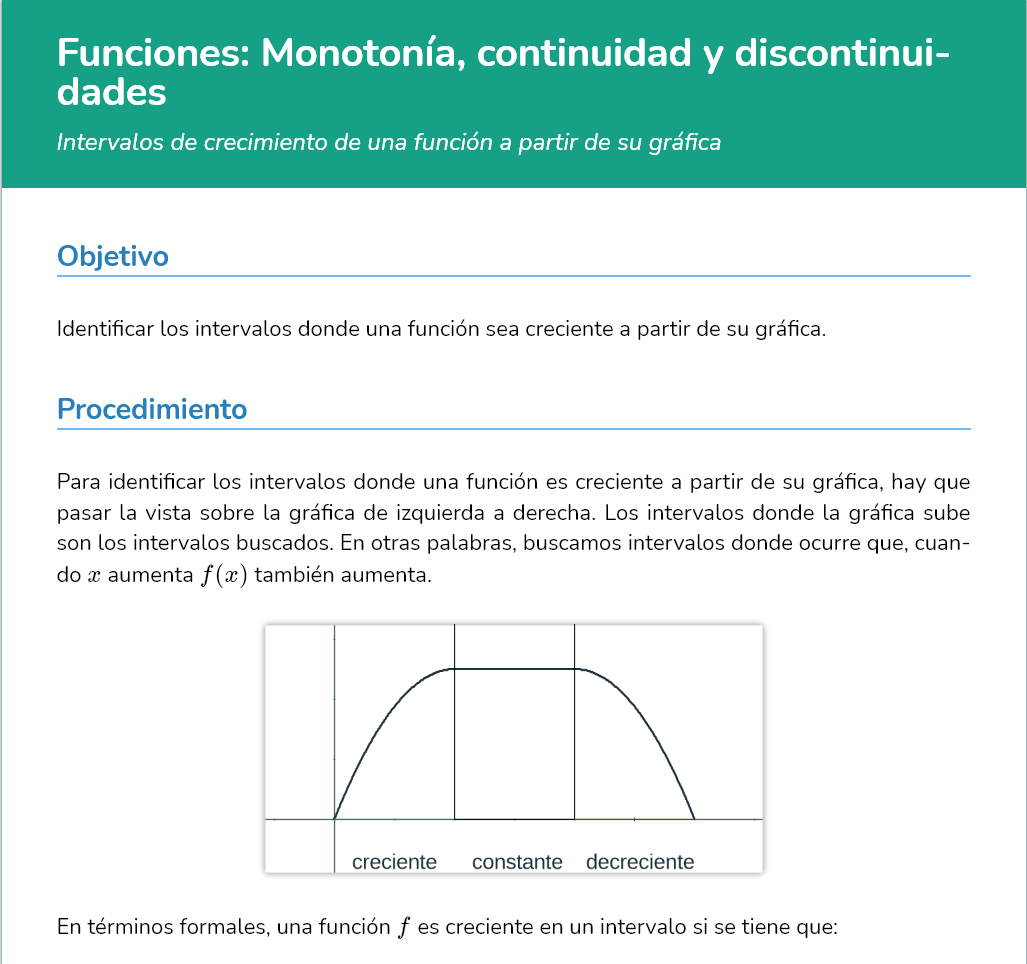 Funciones: Monotonía, continuidad y discontinui-
dades
Intervalos de crecimiento de una función a partir de su gráfica
Objetivo
Identificar los intervalos donde una función sea creciente a partir de su gráfica.
Procedimiento
Para identificar los intervalos donde una función es creciente a partir de su gráfica, hay que
pasar la vista sobre la gráfica de izquierda a derecha. Los intervalos donde la gráfica sube
son los intervalos buscados. En otras palabras, buscamos intervalos donde ocurre que, cuan-
do x aumenta f(x) también aumenta.
creciente constante decreciente
En términos formales, una función f es creciente en un intervalo si se tiene que: